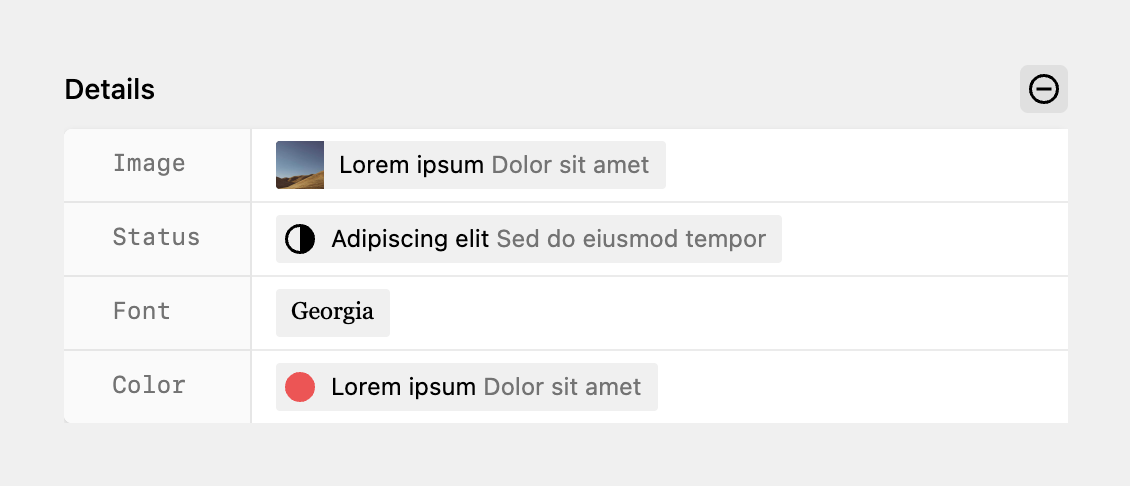 Details
Image Lorem ipsum Dolor sit amet
Status Adipiscing elit Sed do eiusmod tempor
Font Georgia
Color Lorem ipsum Dolor sit amet